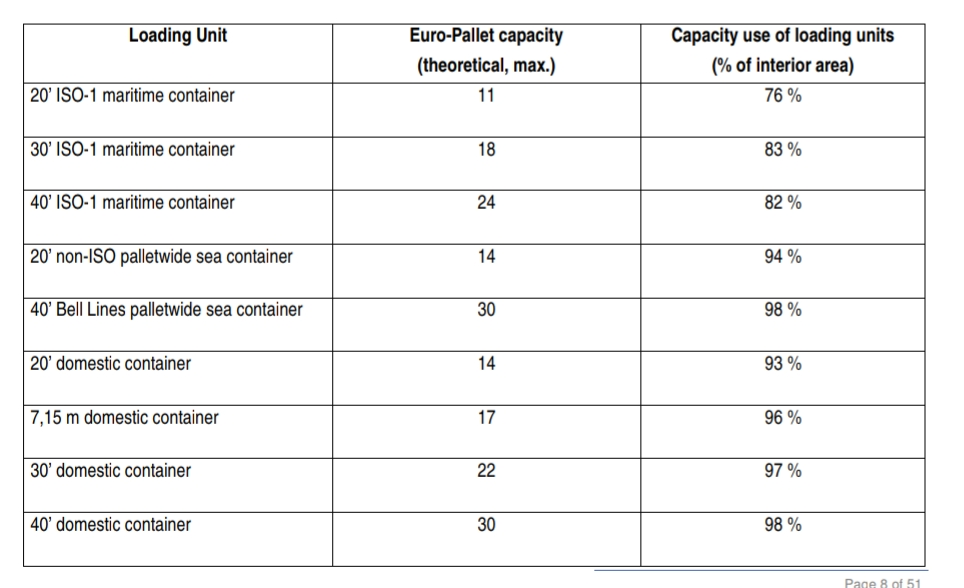 Loading Unit Euro-Pallet capacity Capacity use of loading units
(theoretical, max.) (% of interior area)
20’ ISO-1 maritime container 11 76 %
30’ ISO-1 maritime container 18 83 %
40’ ISO-1 maritime container 24 82 %
20’ non-ISO palletwide sea container 14 94 %
40’ Bell Lines palletwide sea container 30 98 %
20’ domestic container 14 93 %
7,15 m domestic container 17 96 %
30’ domestic container 22 97 %
40’ domestic container 30 98 %
Page 8 of 51